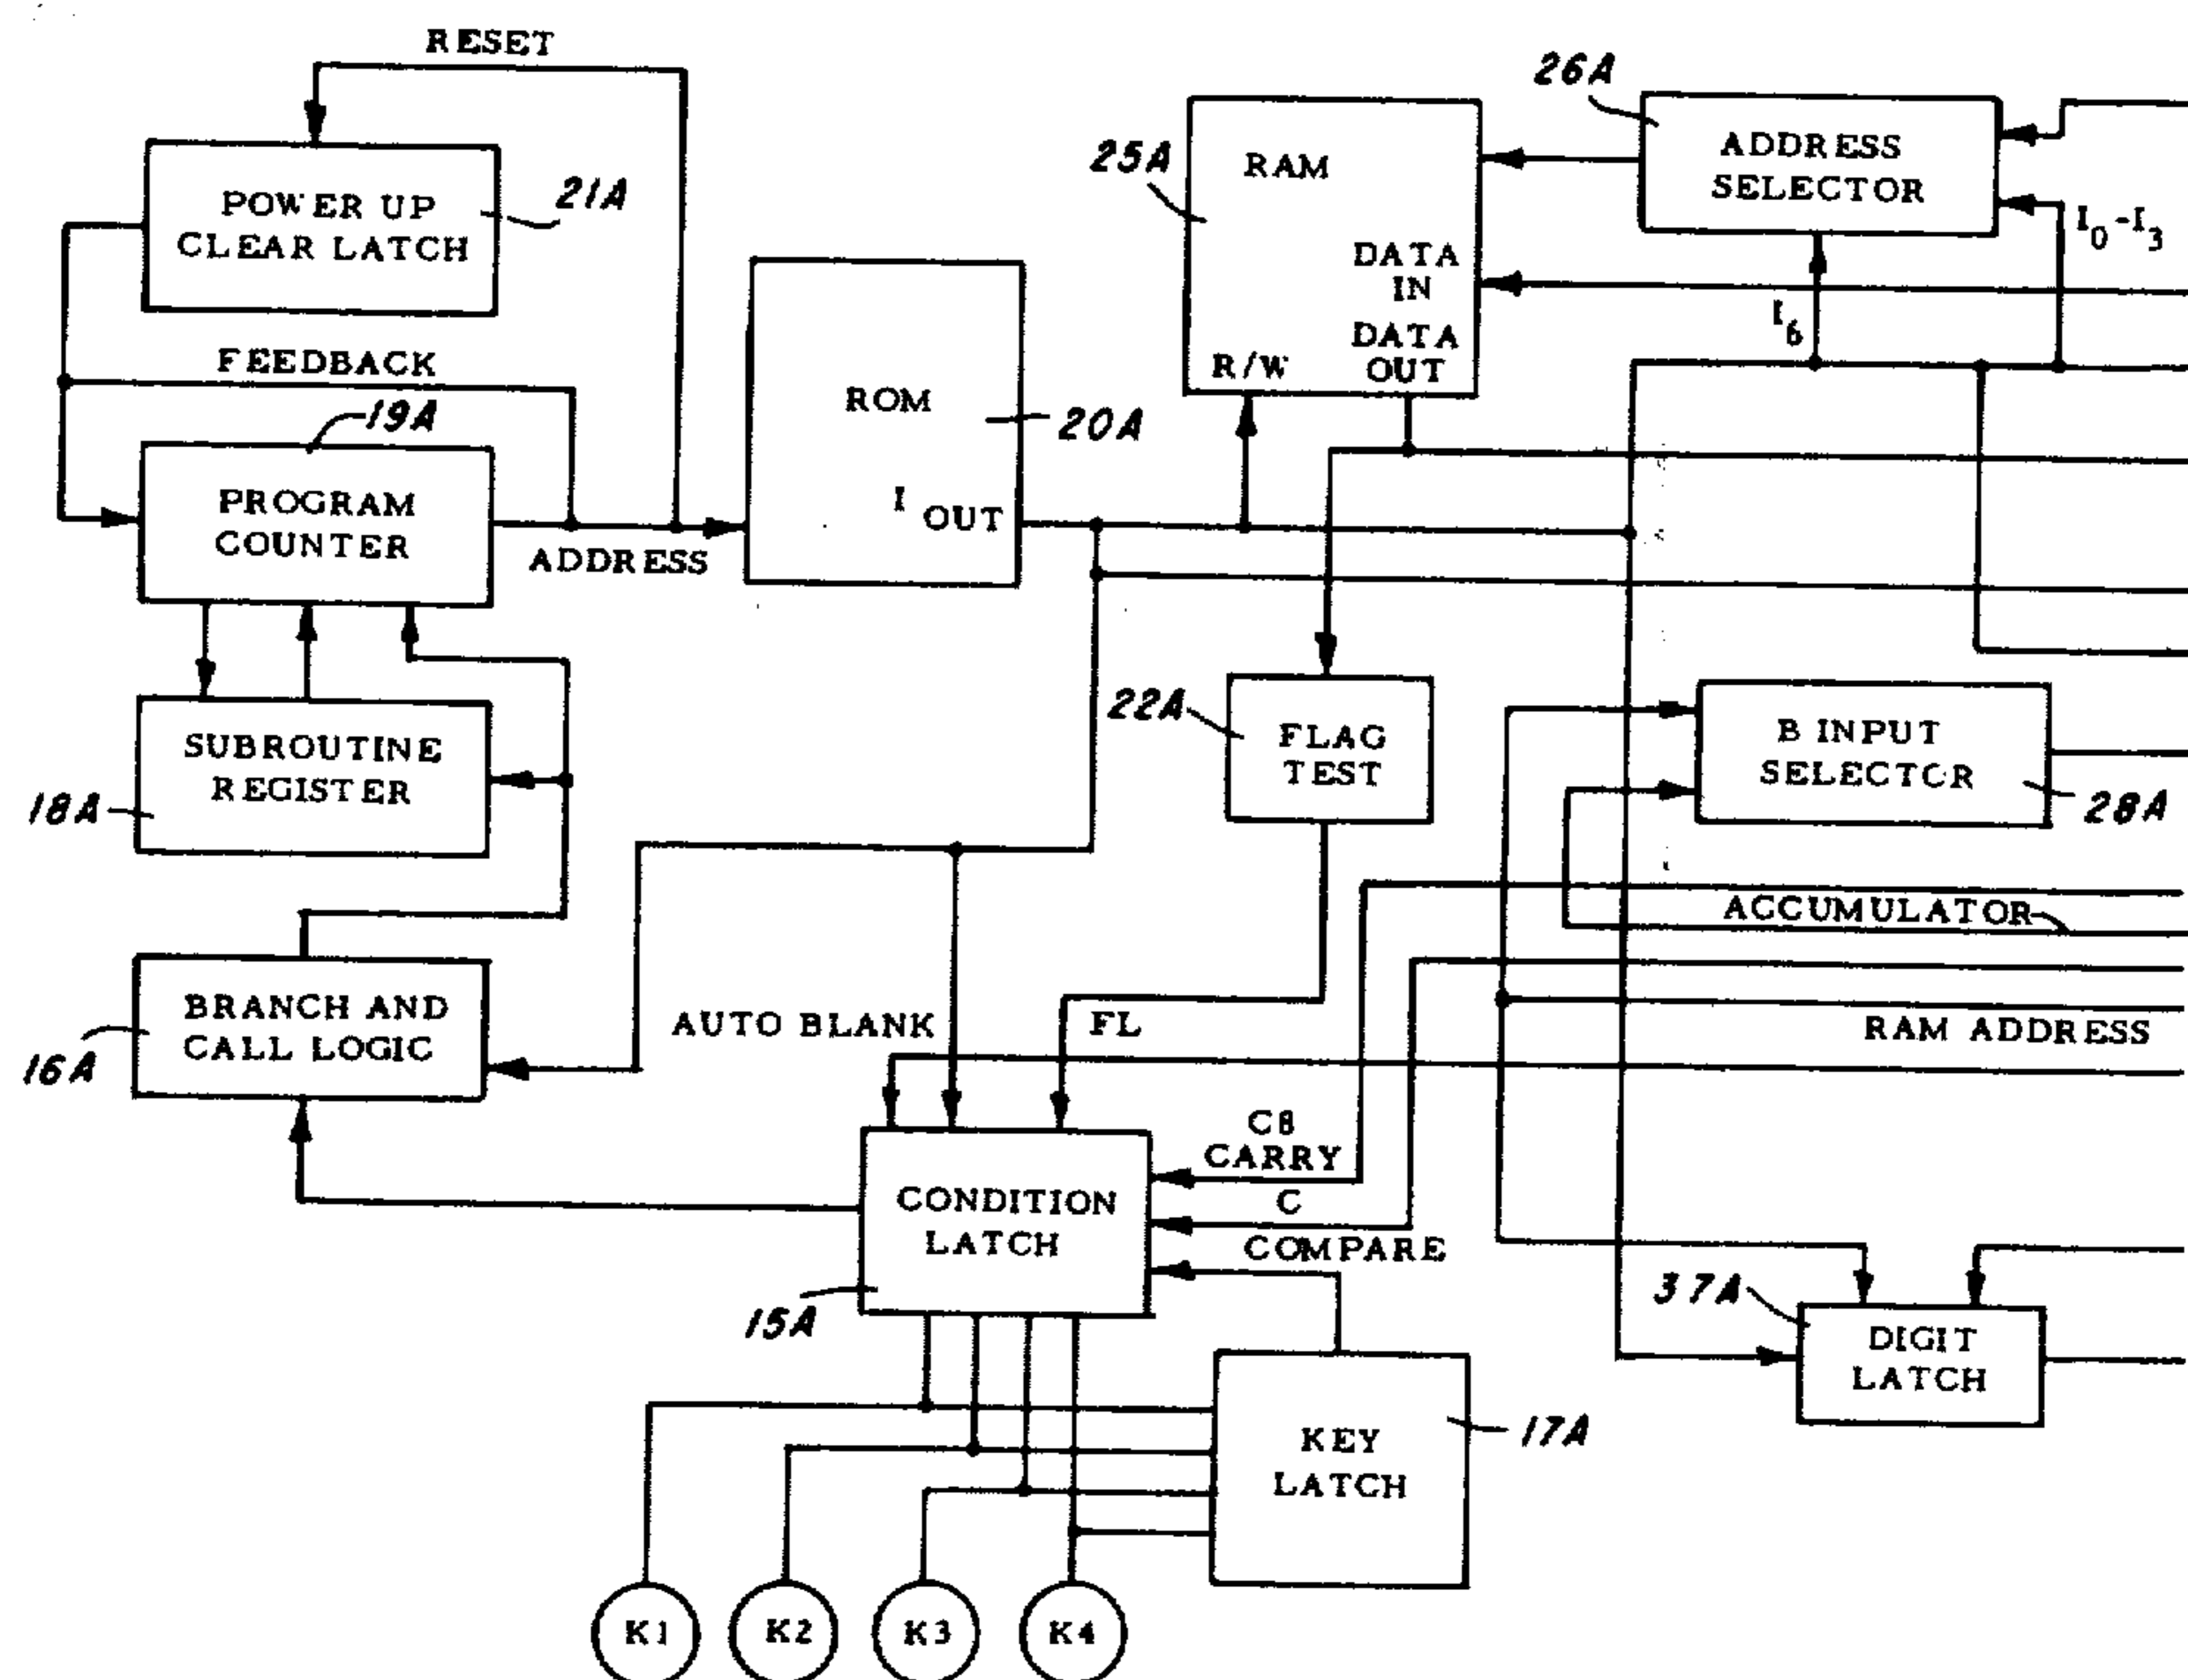 RESET
26A
25A
RAM
ADDRESS
SELECTOR
POWER UP
CLEAR LATCH
21A
I0 - I3
DATA
IN
DATA
OUT
I6
R/W
FEEDBACK
19A
ROM
20A
PROGRAM
COUNTER
I OUT
ADDRESS
SUBROUTINE
REGISTER
18A
22A
FLAG
TEST
B INPUT
SELECTOR
28A
ACCUMULATOR
BRANCH AND
CALL LOGIC
16A
AUTO BLANK
FL
RAM ADDRESS
C8
CARRY
C
COMPARE
CONDITION
LATCH
15A
37A
DIGIT
LATCH
KEY
LATCH
17A
K1
K2
K3
K4